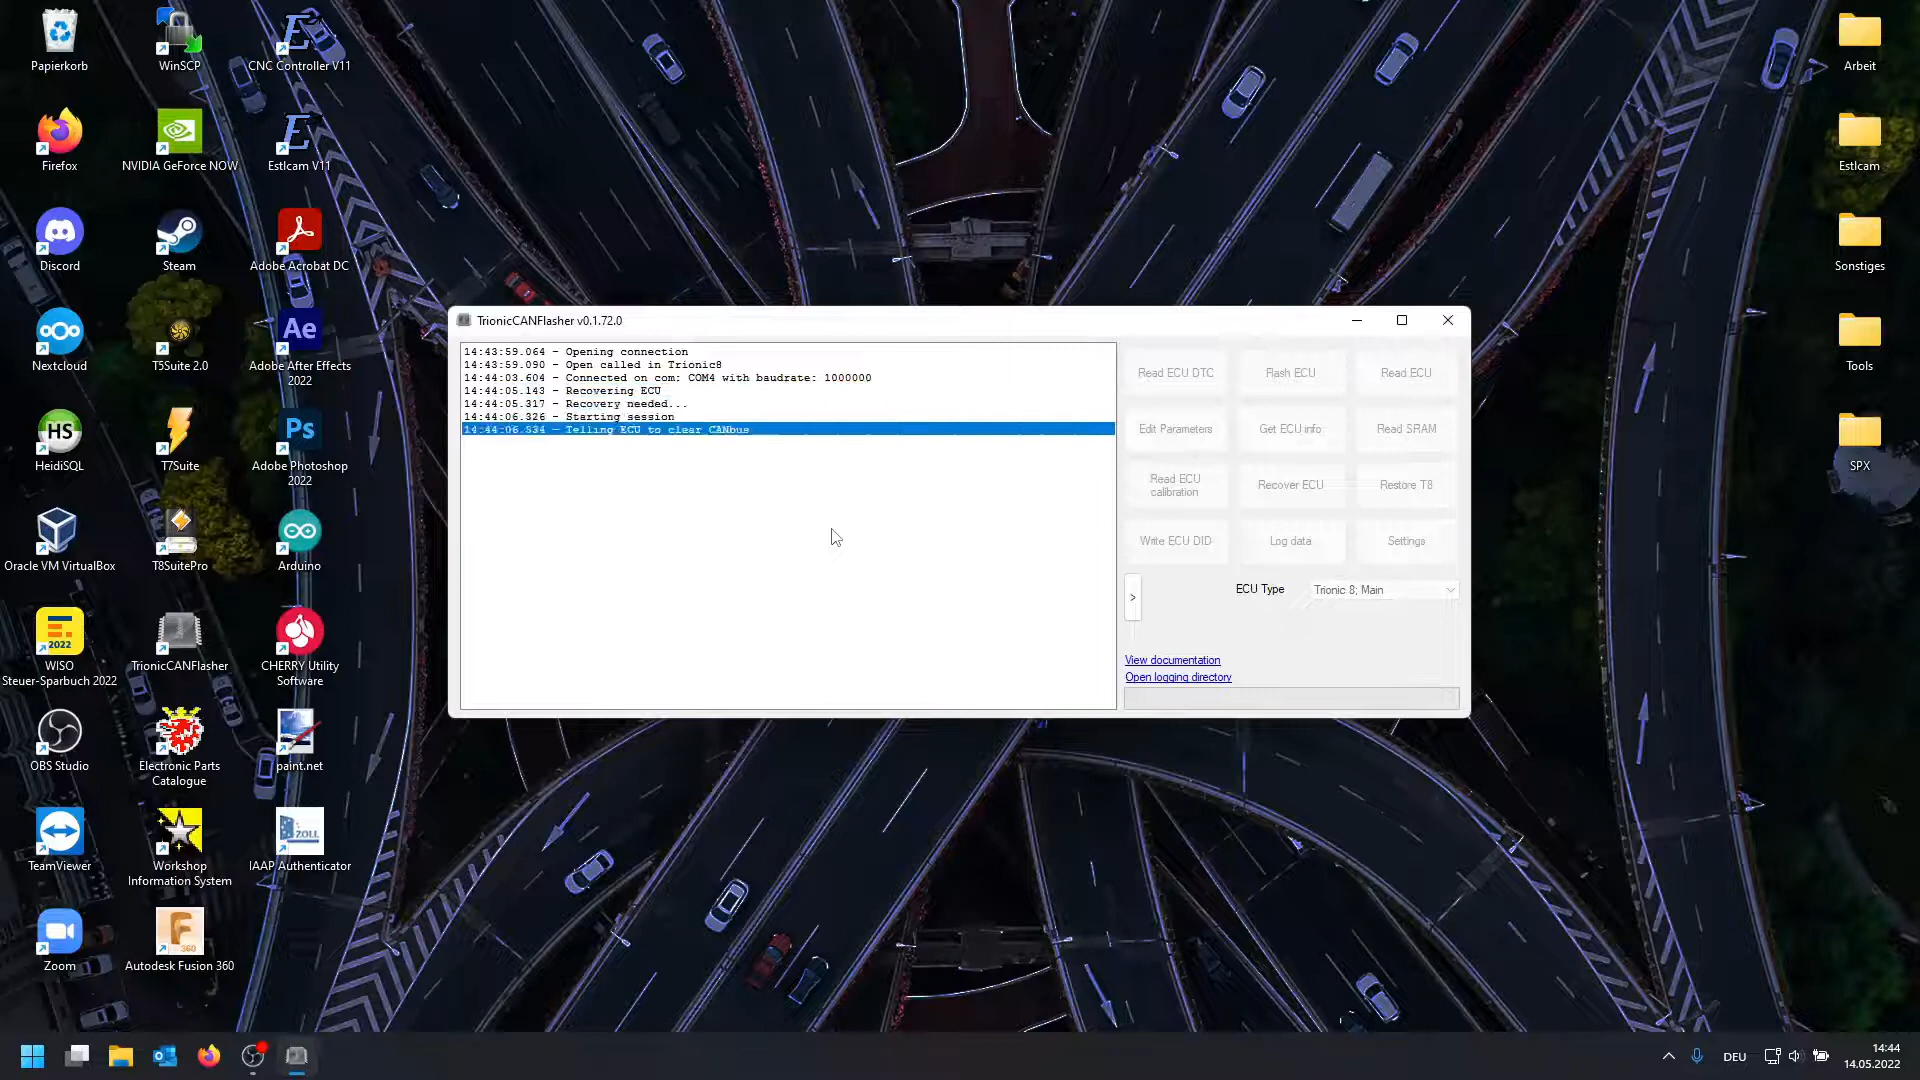 Papierkorb
WinSCP
CNC Controller V11
Firefox
NVIDIA GeForce NOW
Estlcam V11
Discord
Steam
Adobe Acrobat DC
Nextcloud
T5Suite 2.0
Ae
Adobe After Effects
2022
HS
HeidiSQL
T7Suite
Ps
Adobe Photoshop
2022
Oracle VM VirtualBox
T8SuitePro
Arduino
2022
WISO
Steuer-Sparbuch 2022
TrionicCANFlasher
CHERRY Utility
Software
OBS Studio
Electronic Parts
Catalogue
paint.net
TeamViewer
Workshop
Information System
ZOLL
IAAP Authenticator
Zoom
F
360
Autodesk Fusion 360
TrionicCANFlasher v0.1.72.0
14:43:59.064 - Opening connection
14:43:59.090 - Open called in Trionic8
14:44:03.604 - Connected on com: COM4 with baudrate: 1000000
14:44:05.143 - Recovering ECU
14:44:05.317 - Recovery needed...
14:44:06.326 - Starting session
14:44:06.534 - Telling ECU to clear CANbus
Read ECU DTC
Flash ECU
Read ECU
Edit Parameters
Get ECU info
Read SRAM
Read ECU
calibration
Recover ECU
Restore T8
Write ECU DID
Log data
Settings
>
ECU Type
Trionic 8; Main
View documentation
Open logging directory
Arbeit
Estlcam
Sonstiges
Tools
SPX
DEU
14:44
14.05.2022